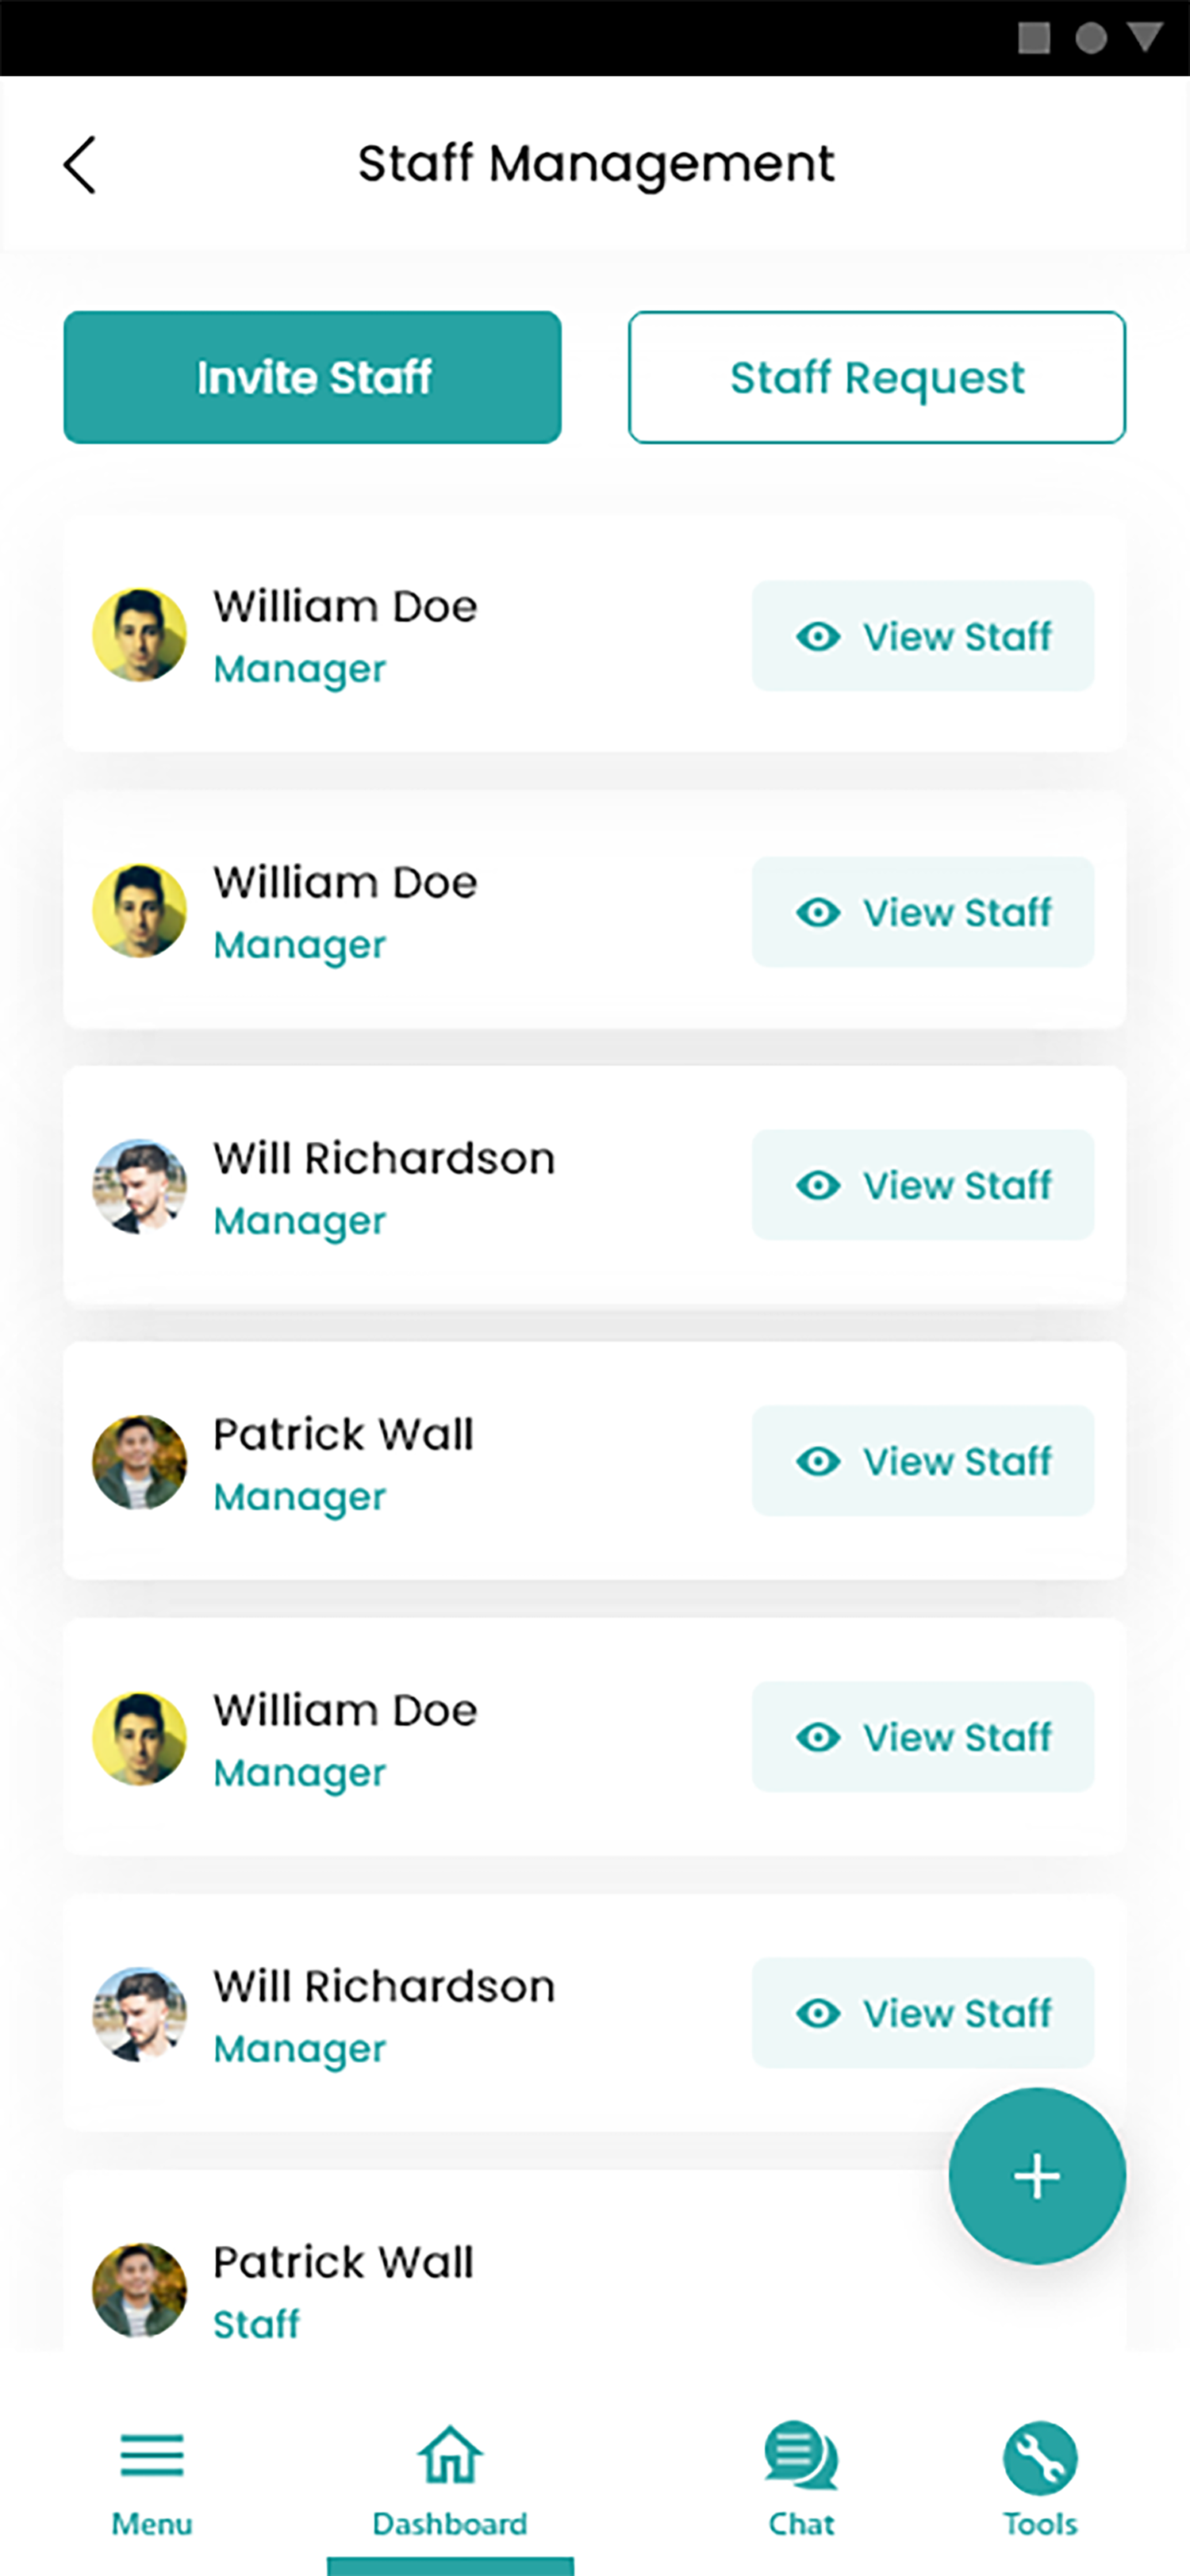 Staff Management
Invite Staff
Staff Request
William Doe
Manager
View Staff
William Doe
Manager
View Staff
Will Richardson
Manager
View Staff
Patrick Wall
Manager
View Staff
William Doe
Manager
View Staff
Will Richardson
Manager
View Staff
Patrick Wall
Staff
Menu
Dashboard
Chat
Tools